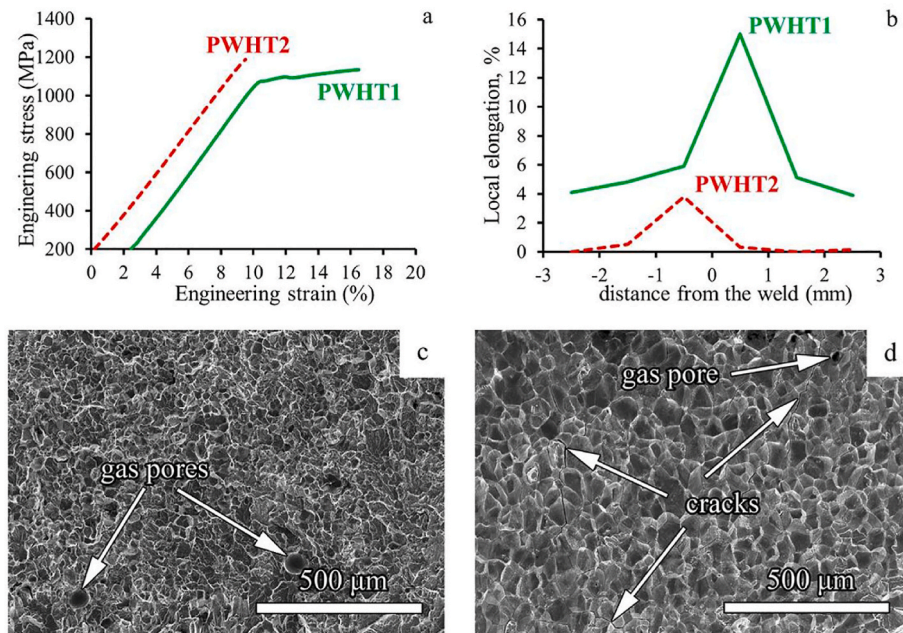 a
1400
1200
1000
800
600
400
200
Engineering stress (MPa)
PWHT2
PWHT1
0 2 4 6 8 10 12 14 16 18 20
Engineering strain (%)
b
16
14
12
10
8
6
4
2
0
Local elongation, %
PWHT1
PWHT2
-3 -2 -1 0 1 2 3
distance from the weld (mm)
c
gas pores
500 μm
d
gas pore
cracks
500 μm